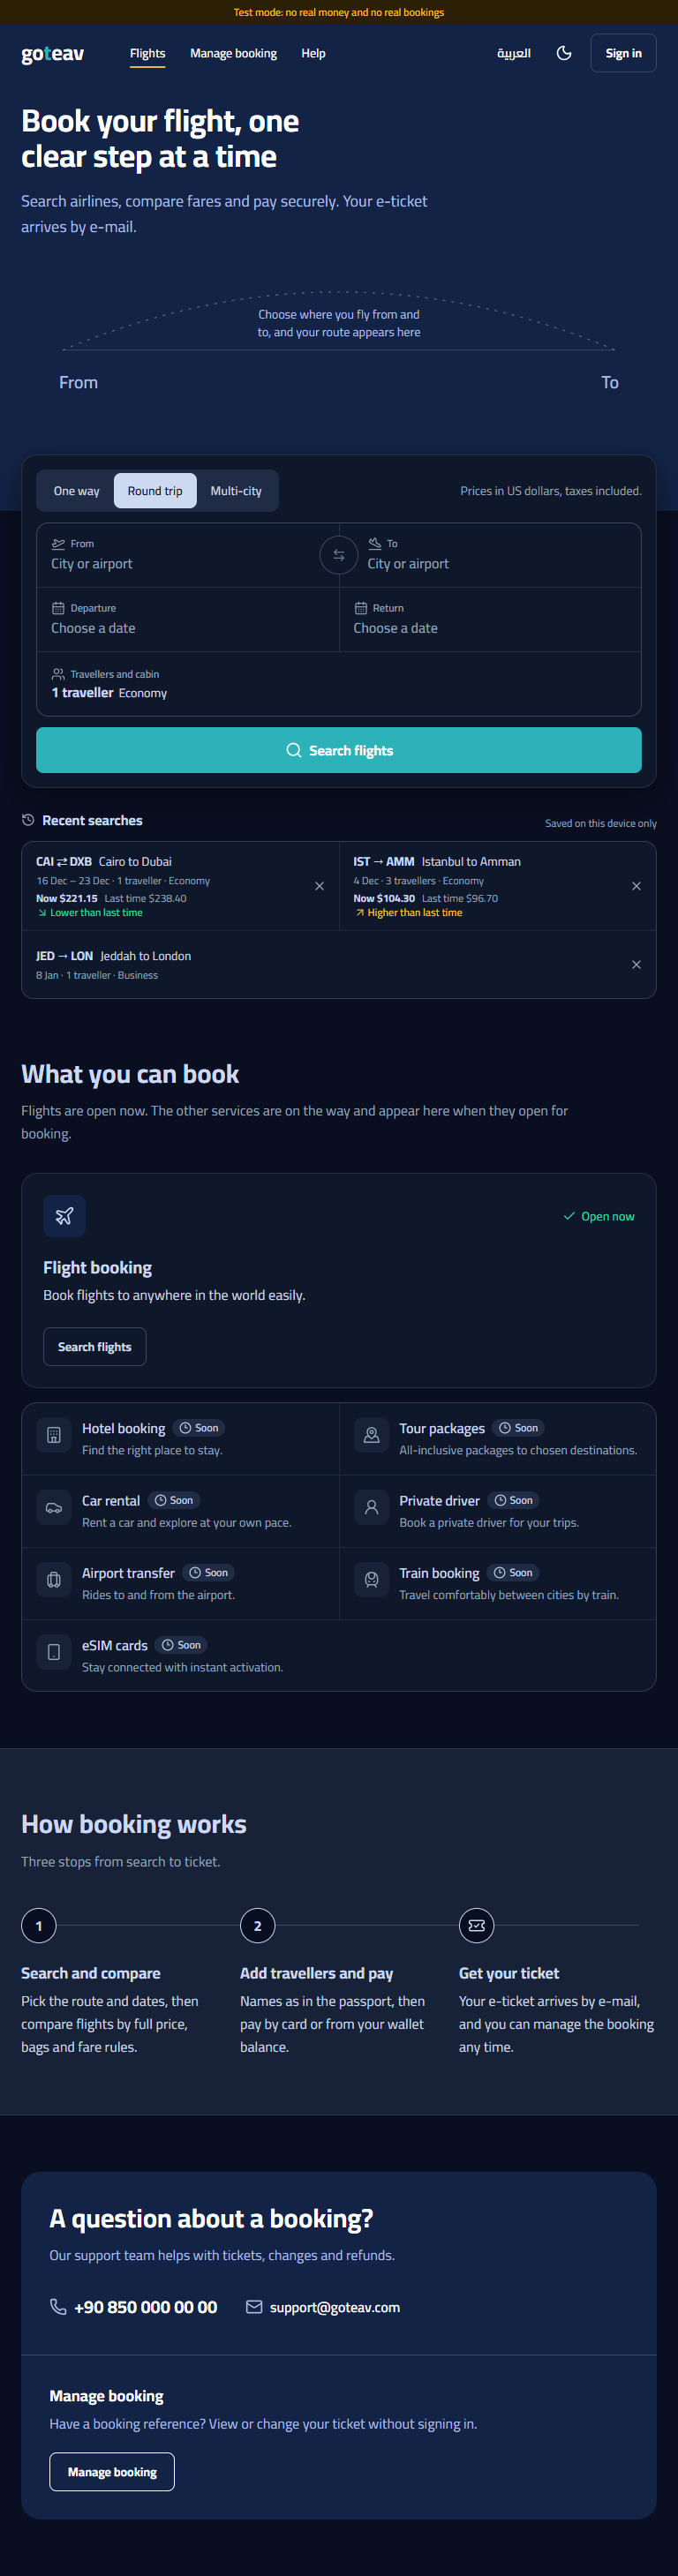 Test mode: no real money and no real bookings
goteav
Flights
Manage booking
Help
العربية
Sign in
Book your flight, one
clear step at a time
Search airlines, compare fares and pay securely. Your e-ticket
arrives by e-mail.
Choose where you fly from and
to, and your route appears here
From
To
One way
Round trip
Multi-city
Prices in US dollars, taxes included.
From
City or airport
To
City or airport
Departure
Choose a date
Return
Choose a date
Travellers and cabin
1 traveller Economy
Search flights
Recent searches
Saved on this device only
CAI ⇄ DXB Cairo to Dubai
16 Dec – 23 Dec · 1 traveller · Economy
Now $221.15 Last time $238.40
↘ Lower than last time
IST → AMM Istanbul to Amman
4 Dec · 3 travellers · Economy
Now $104.30 Last time $96.70
↗ Higher than last time
JED → LON Jeddah to London
8 Jan · 1 traveller · Business
What you can book
Flights are open now. The other services are on the way and appear here when they open for
booking.
Open now
Flight booking
Book flights to anywhere in the world easily.
Search flights
Hotel booking Soon
Find the right place to stay.
Tour packages Soon
All-inclusive packages to chosen destinations.
Car rental Soon
Rent a car and explore at your own pace.
Private driver Soon
Book a private driver for your trips.
Airport transfer Soon
Rides to and from the airport.
Train booking Soon
Travel comfortably between cities by train.
eSIM cards Soon
Stay connected with instant activation.
How booking works
Three stops from search to ticket.
1
Search and compare
Pick the route and dates, then
compare flights by full price,
bags and fare rules.
2
Add travellers and pay
Names as in the passport, then
pay by card or from your wallet
balance.
Get your ticket
Your e-ticket arrives by e-mail,
and you can manage the booking
any time.
A question about a booking?
Our support team helps with tickets, changes and refunds.
+90 850 000 00 00
support@goteav.com
Manage booking
Have a booking reference? View or change your ticket without signing in.
Manage booking